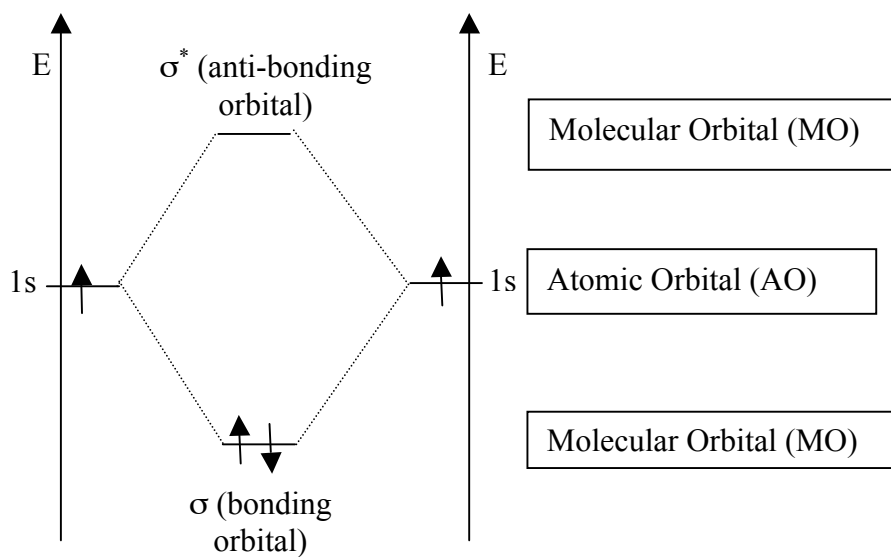 E
σ* (anti-bonding
orbital)
E
Molecular Orbital (MO)
1s
1s
Atomic Orbital (AO)
Molecular Orbital (MO)
σ (bonding
orbital)